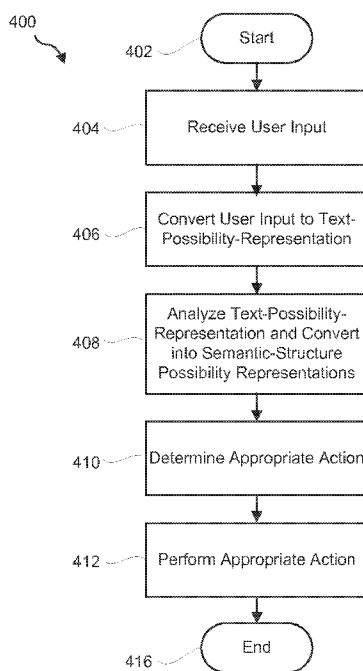 400
402
Start
404
Receive User Input
406
Convert User Input to Text-
Possibility-Representation
408
Analyze Text-Possibility-
Representation and Convert
into Semantic-Structure
Possibility Representations
410
Determine Appropriate Action
412
Perform Appropriate Action
416
End